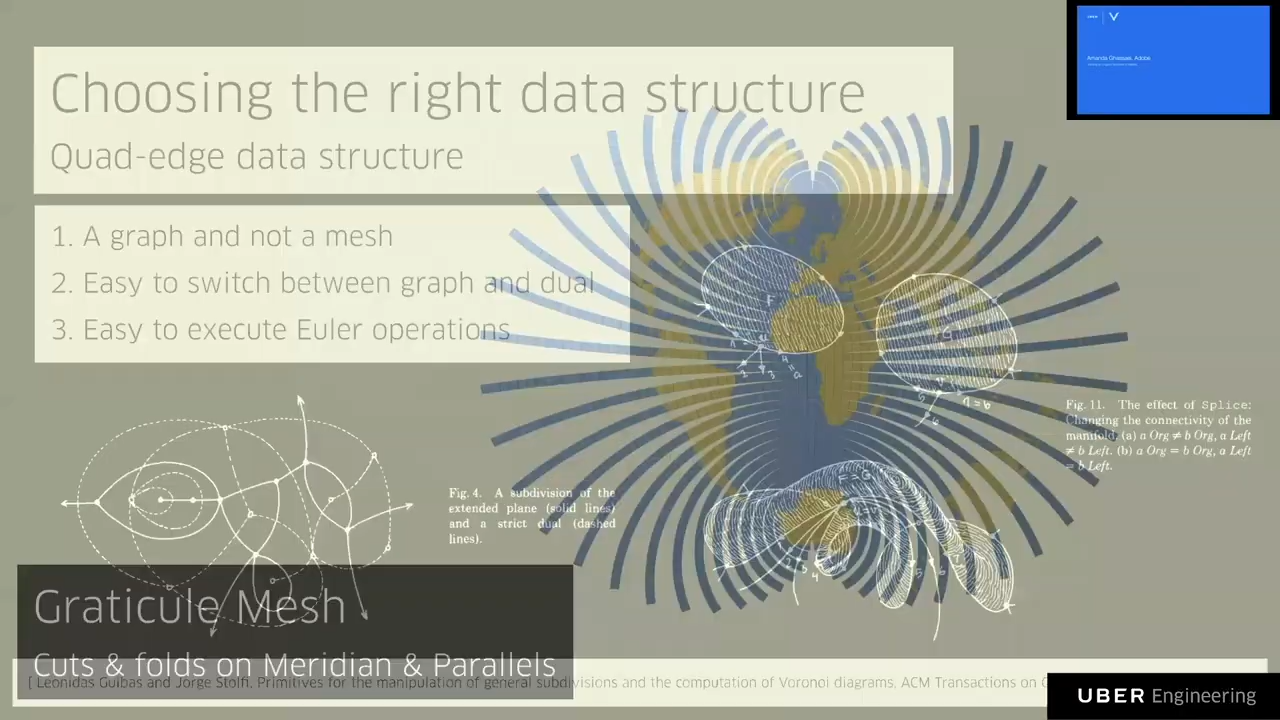 Choosing the right data structure
Quad-edge data structure
1. A graph and not a mesh
2. Easy to switch between graph and dual
3. Easy to execute Euler operations
Amanda Ghassaei, Adobe
Fig. 11. The effect of Splice:
Changing the connectivity of the
manifold. (a) a Org ≠ b Org, a Left
≠ b Left. (b) a Org = b Org, a Left
= b Left.
Fig. 4. A subdivision of the
extended plane (solid lines)
and a strict dual (dashed
lines).
Graticule Mesh
Cuts & folds on Meridian & Parallels
[ Leonidas Guibas and Jorge Stolfi, Primitives for the manipulation of general subdivisions and the computation of Voronoi diagrams, ACM Transactions on
UBER Engineering